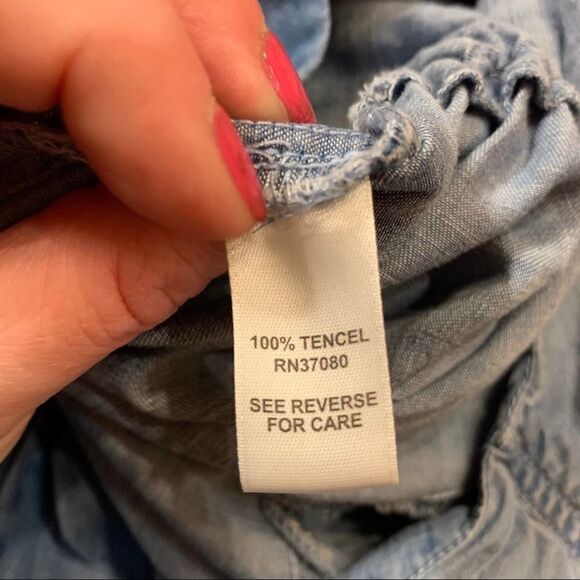 100% TENCEL
RN37080
SEE REVERSE
FOR CARE